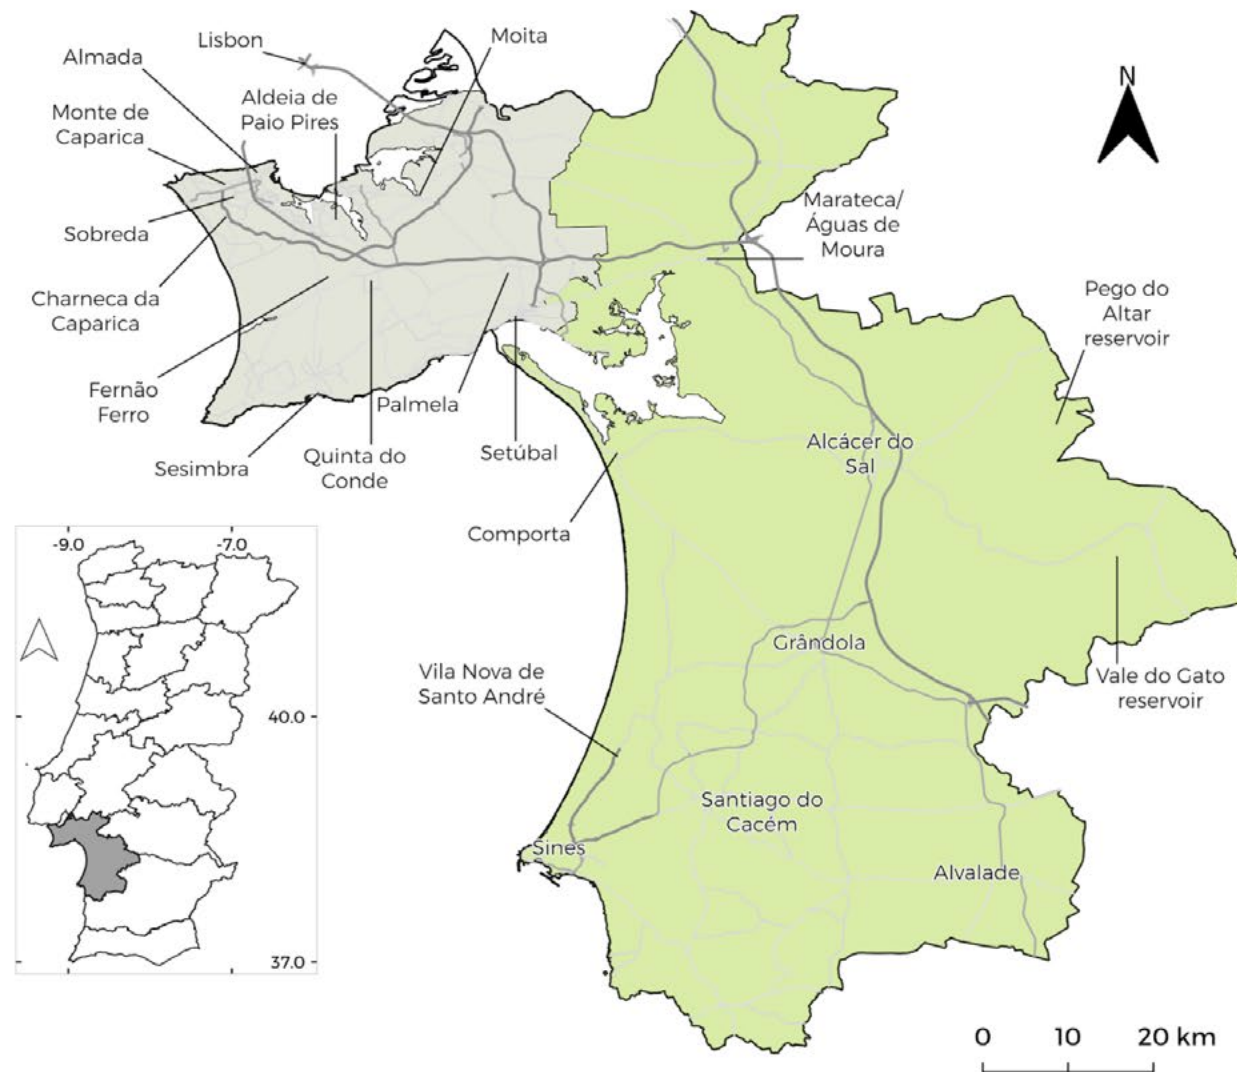 Lisbon
Moita
Almada
Aldeia de
Paio Pires
Monte de
Caparica
N
Marateca/
Águas de
Moura
Sobreda
Charneca da
Caparica
Pego do
Altar
reservoir
Fernão
Ferro
Palmela
Sesimbra
Quinta do
Conde
Setúbal
Alcácer do
Sal
Comporta
-9.0
-7.0
Grândola
Vila Nova de
Santo André
Vale do Gato
reservoir
40.0
Santiago do
Cacém
Sines
Alvalade
37.0
0 10 20 km